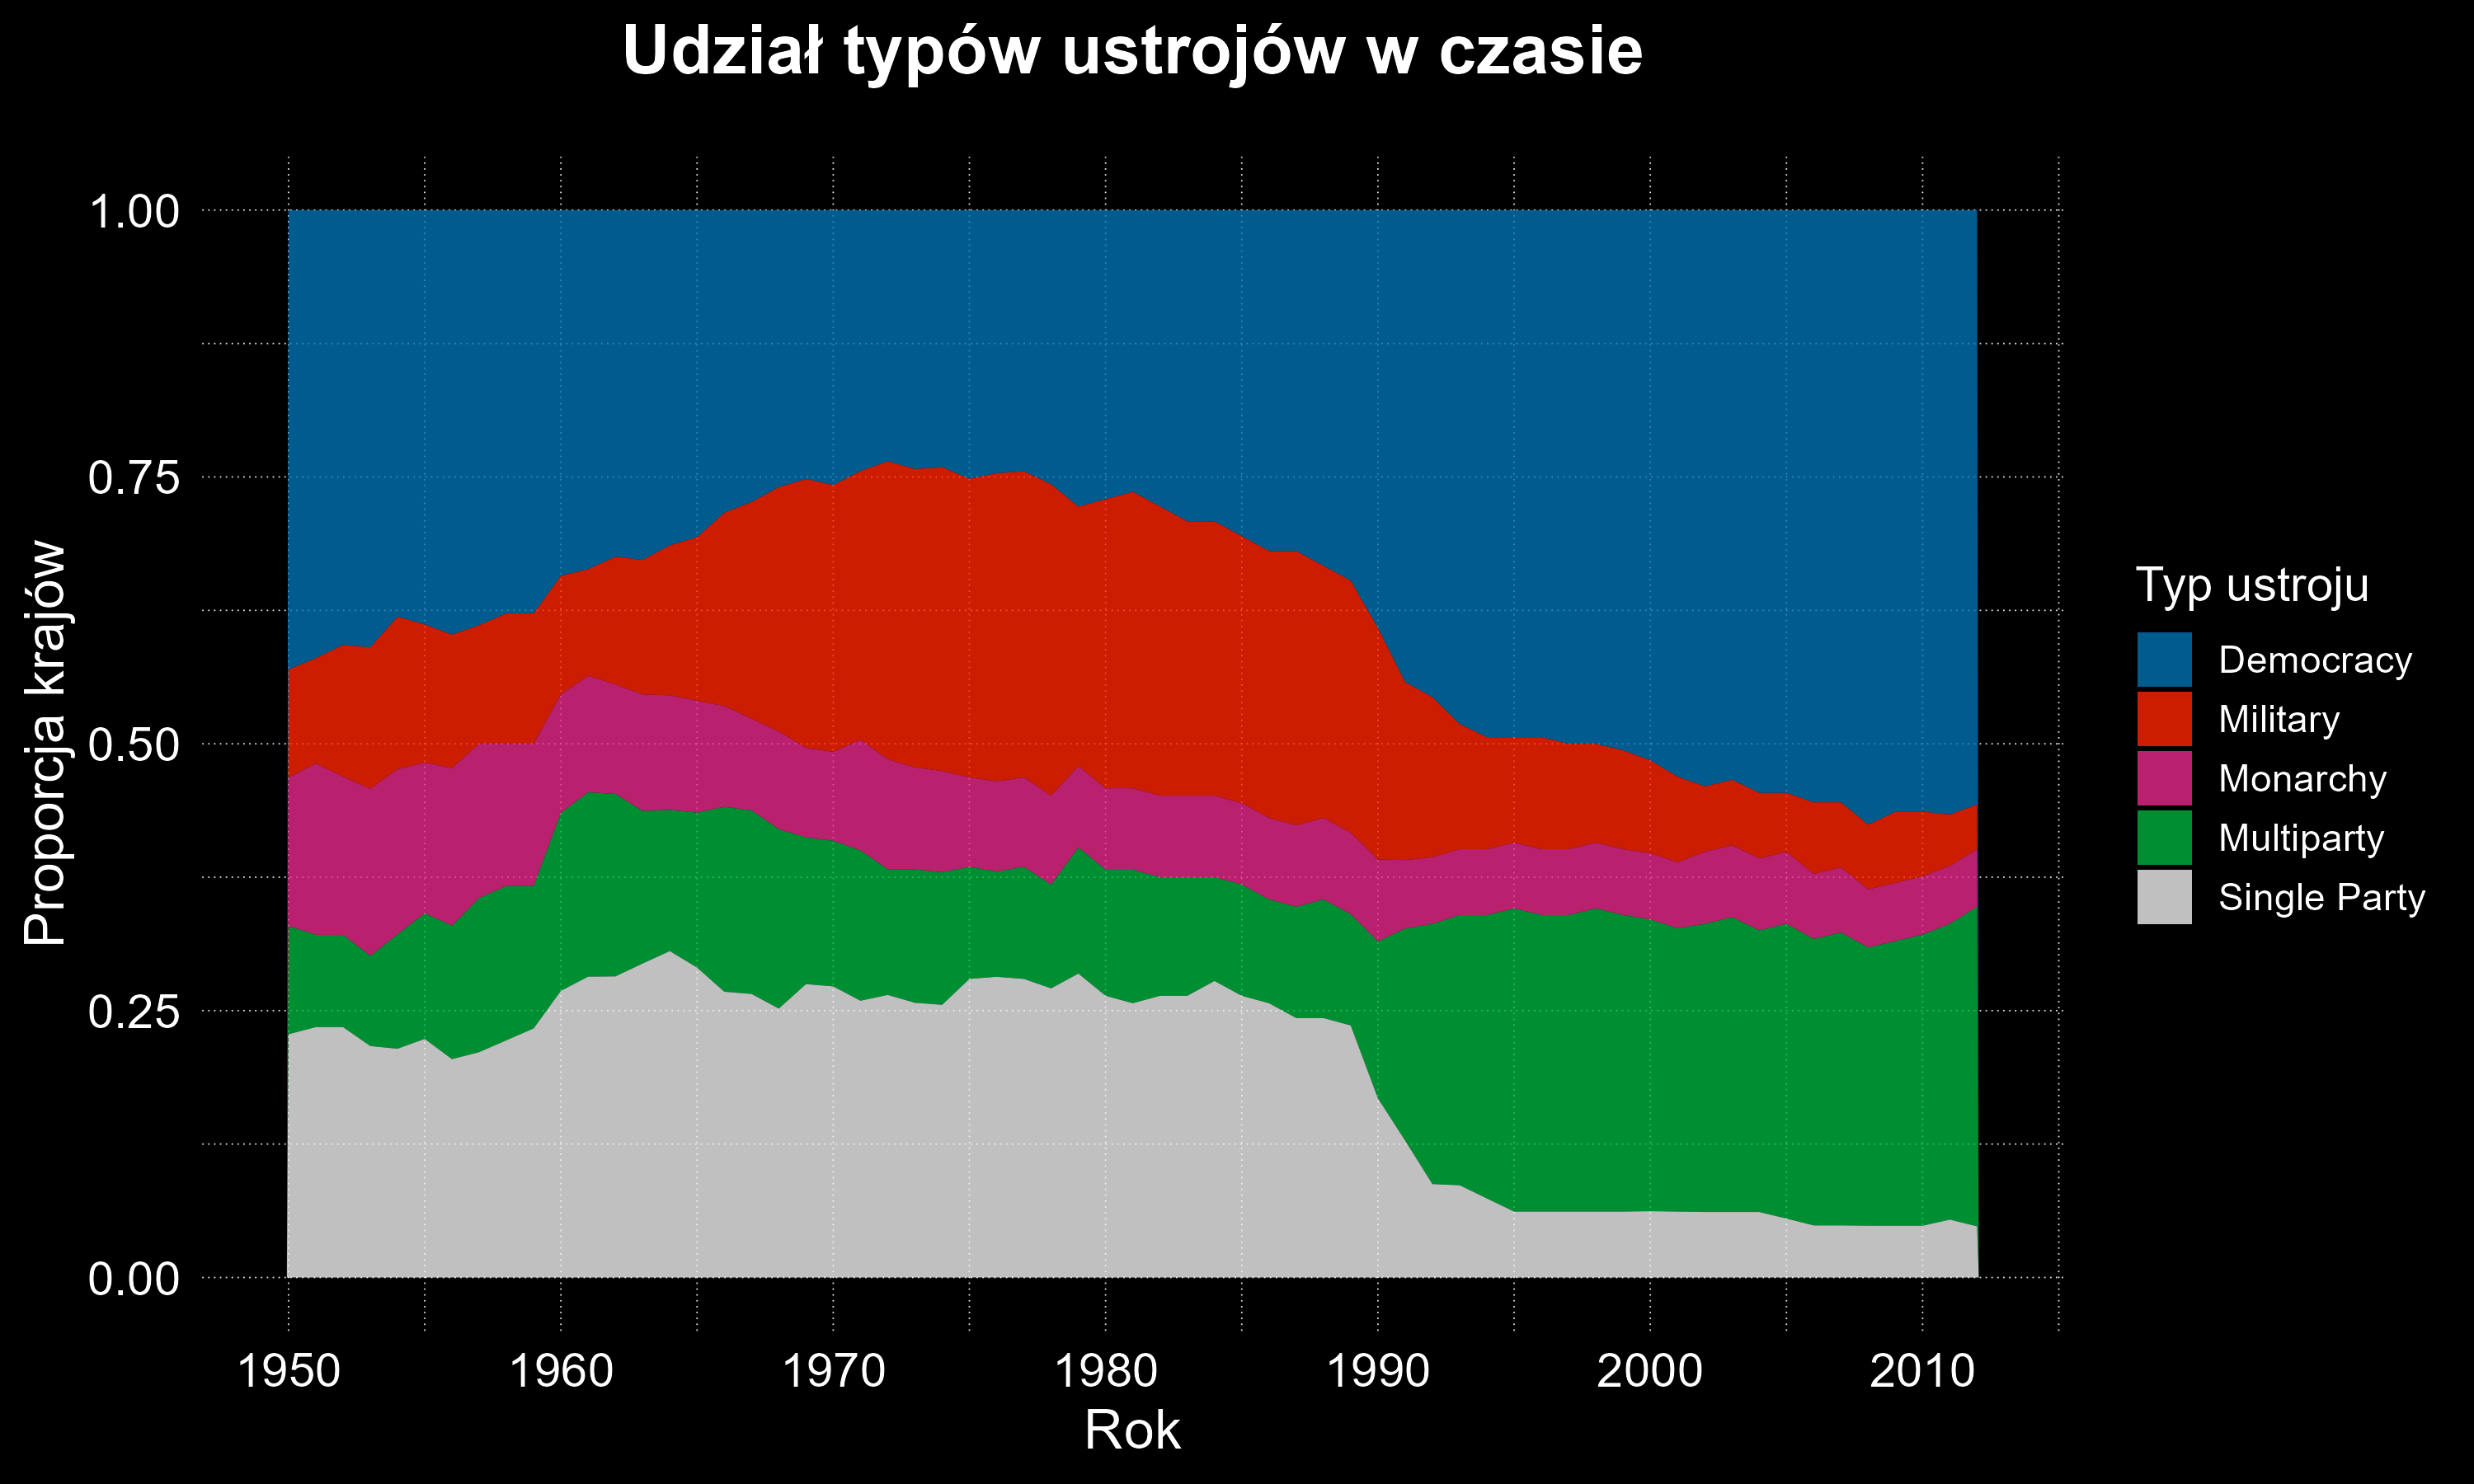 Udział typów ustrojów w czasie
Proporcja krajów
1.00
0.75
0.50
0.25
0.00
1950
1960
1970
1980
1990
2000
2010
Rok
Typ ustroju
Democracy
Military
Monarchy
Multiparty
Single Party